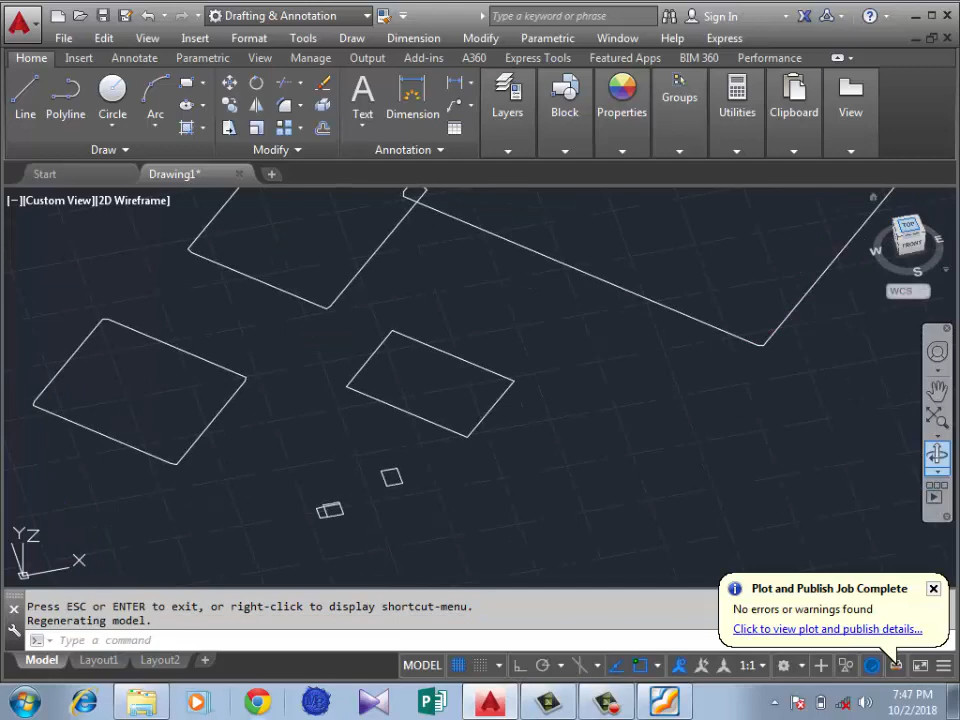 Drafting & Annotation
Type a keyword or phrase
Sign In
File Edit View Insert Format Tools Draw Dimension Modify Parametric Window Help Express
Home Insert Annotate Parametric View Manage Output Add-ins A360 Express Tools Featured Apps BIM 360 Performance
Line Polyline Circle Arc Text Dimension Layers Block Properties Groups Utilities Clipboard View
Draw Modify Annotation
Start Drawing1*
[−][Custom View][2D Wireframe]
TOP
FRONT
W E
S
WCS
Y Z
X
Plot and Publish Job Complete
No errors or warnings found
Click to view plot and publish details...
Press ESC or ENTER to exit, or right-click to display shortcut-menu.
Regenerating model.
Type a command
Model Layout1 Layout2 + MODEL 1:1
7:47 PM
10/2/2018